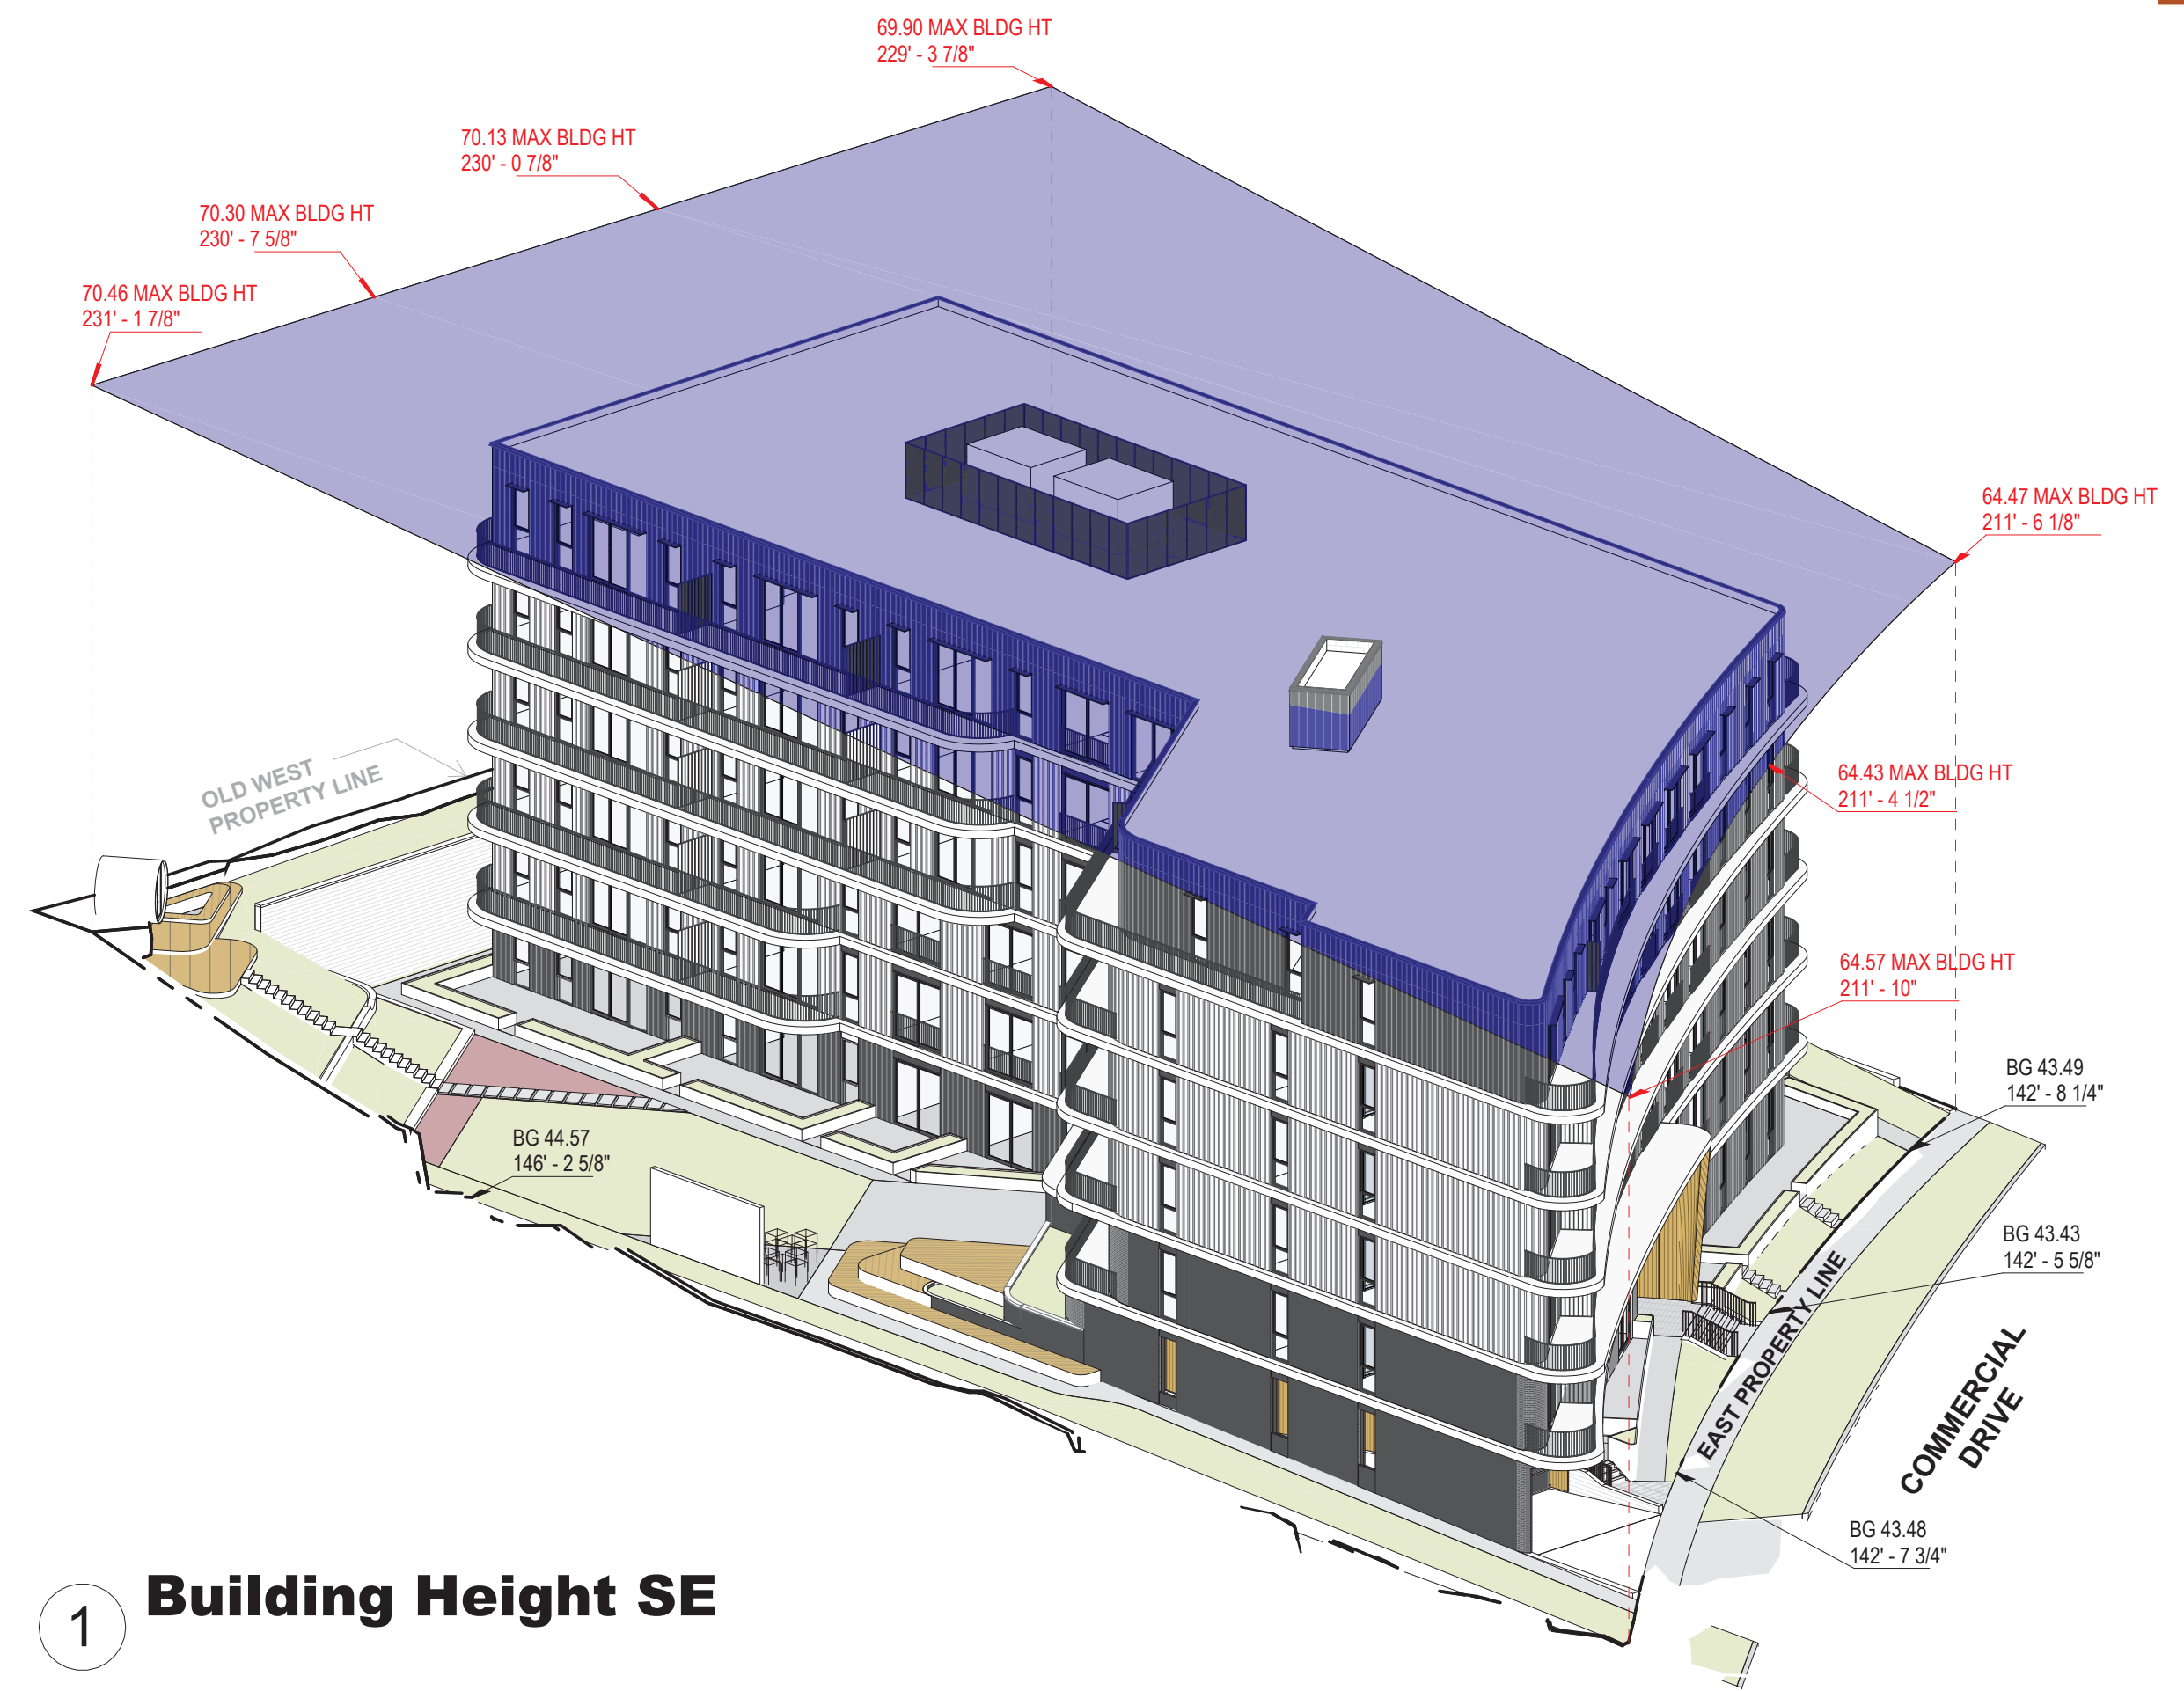 69.90 MAX BLDG HT
229' - 3 7/8"
70.13 MAX BLDG HT
230' - 0 7/8"
70.30 MAX BLDG HT
230' - 7 5/8"
70.46 MAX BLDG HT
231' - 1 7/8"
64.47 MAX BLDG HT
211' - 6 1/8"
OLD WEST
PROPERTY LINE
64.43 MAX BLDG HT
211' - 4 1/2"
64.57 MAX BLDG HT
211' - 10"
BG 43.49
142' - 8 1/4"
BG 44.57
146' - 2 5/8"
BG 43.43
142' - 5 5/8"
EAST PROPERTY LINE
COMMERCIAL
DRIVE
BG 43.48
142' - 7 3/4"
1 Building Height SE